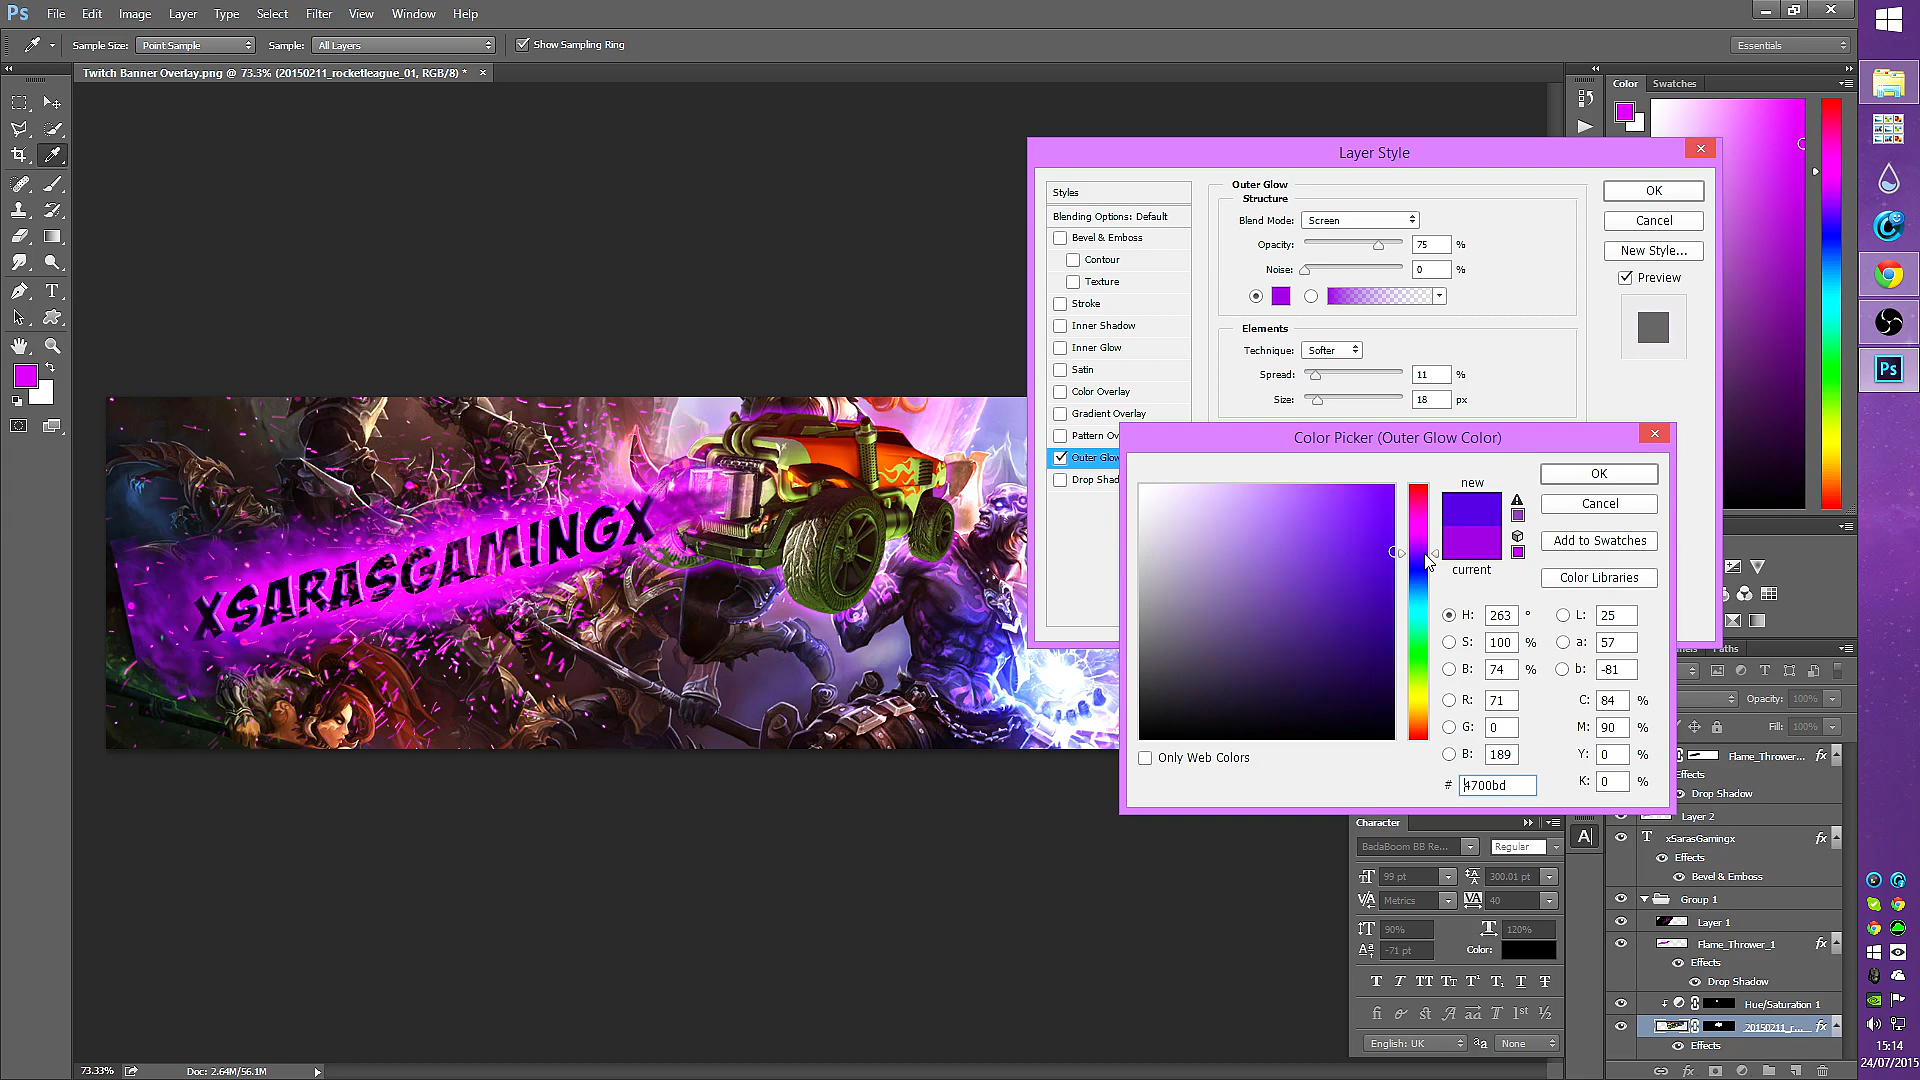 Ps File Edit Image Layer Type Select Filter View Window Help
Sample Size: Point Sample Sample: All Layers Show Sampling Ring Essentials
Twitch Banner Overlay.png @ 73.3% (20150211_rocketleague_01, RGB/8) *
Color Swatches
Layer Style
Styles
Blending Options: Default
Bevel & Emboss
Contour
Texture
Stroke
Inner Shadow
Inner Glow
Satin
Color Overlay
Gradient Overlay
Pattern Ov
Outer Glow
Drop Shad
Outer Glow
Structure
Blend Mode: Screen
Opacity: 75 %
Noise: 0 %
Elements
Technique: Softer
Spread: 11 %
Size: 18 px
OK
Cancel
New Style...
Preview
Ps
XSARASGAMINGX
Color Picker (Outer Glow Color)
new
current
OK
Cancel
Add to Swatches
Color Libraries
H: 263 °
S: 100 %
B: 74 %
R: 71
G: 0
B: 189
# 4700bd
L: 25
a: 57
b: -81
C: 84 %
M: 90 %
Y: 0 %
K: 0 %
Only Web Colors
Paths
Opacity: 100%
Fill: 100%
Flame_Thrower... fx
ffects
Drop Shadow
Layer 2
T xSarasGamingx fx
Effects
Bevel & Emboss
Group 1
Layer 1
Flame_Thrower_1 fx
Effects
Drop Shadow
Hue/Saturation 1
20150211_r... fx
Effects
Character
BadaBoom BB Re... Regular
99 pt 300.01 pt
Metrics 40
90% 120%
-71 pt Color:
English: UK aa None
73.33% Doc: 2.64M/56.1M
15:14
24/07/2015